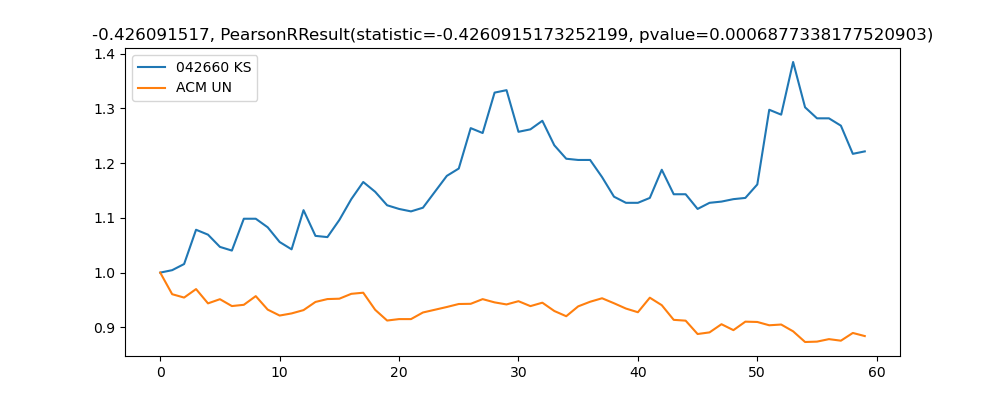 -0.426091517, PearsonRResult(statistic=-0.4260915173252199, pvalue=0.0006877338177520903)
1.4
042660 KS
ACM UN
1.3
1.2
1.1
1.0
0.9
0 10 20 30 40 50 60